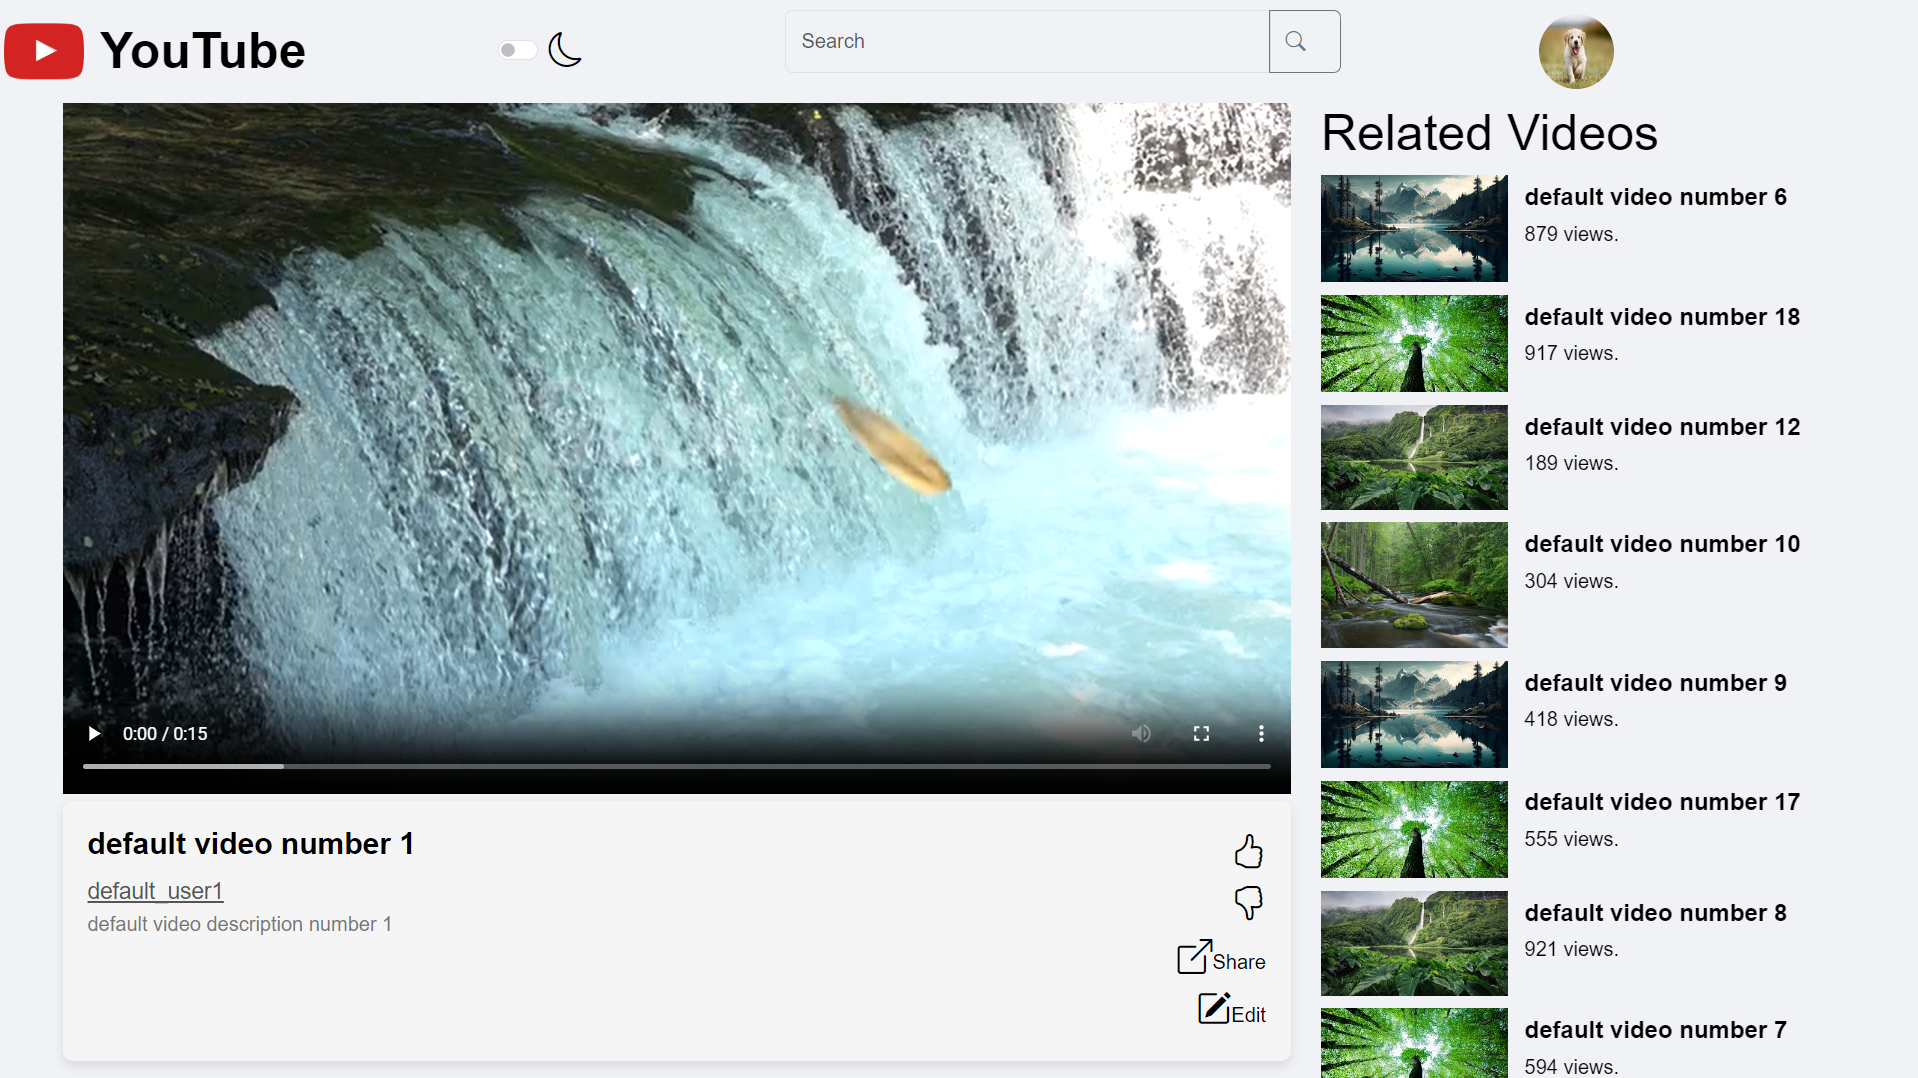 YouTube
Search
Related Videos
default video number 6
879 views.
default video number 18
917 views.
default video number 12
189 views.
default video number 10
304 views.
default video number 9
418 views.
default video number 17
555 views.
default video number 8
921 views.
default video number 7
594 views.
0:00 / 0:15
default video number 1
default_user1
default video description number 1
Share
Edit